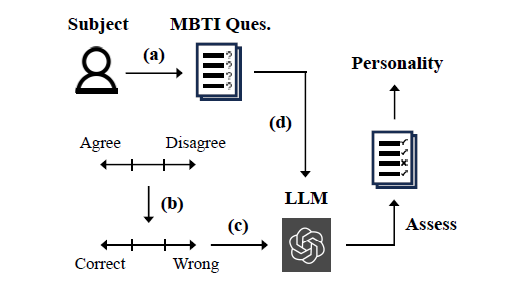 Subject
MBTI Ques.
(a)
Personality
(d)
Agree
Disagree
(b)
LLM
(c)
Assess
Correct
Wrong